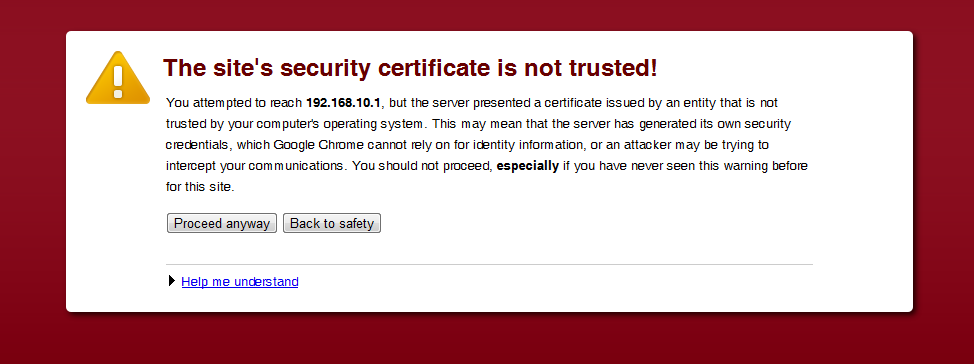 The site's security certificate is not trusted!
You attempted to reach 192.168.10.1, but the server presented a certificate issued by an entity that is not
trusted by your computer's operating system. This may mean that the server has generated its own security
credentials, which Google Chrome cannot rely on for identity information, or an attacker may be trying to
intercept your communications. You should not proceed, especially if you have never seen this warning before
for this site.
Proceed anyway Back to safety
Help me understand